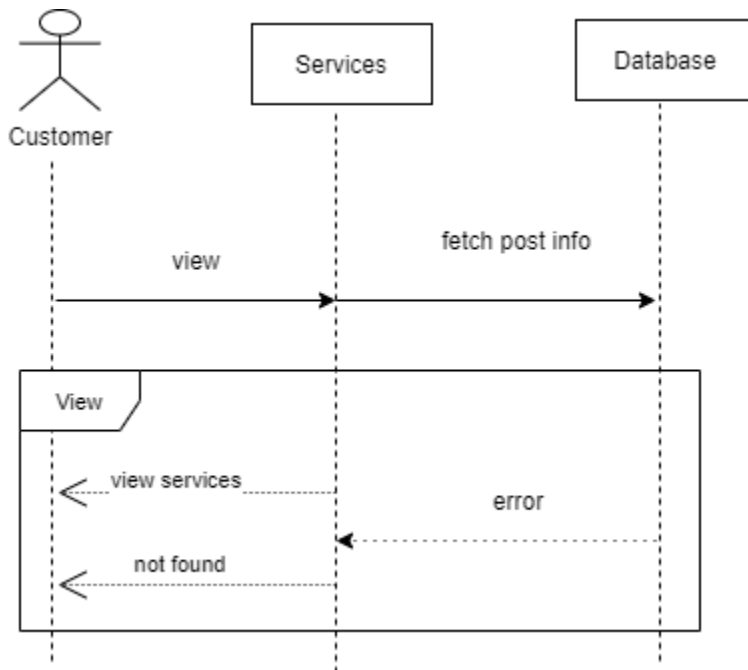 Customer
Services
Database
view
fetch post info
View
view services
error
not found